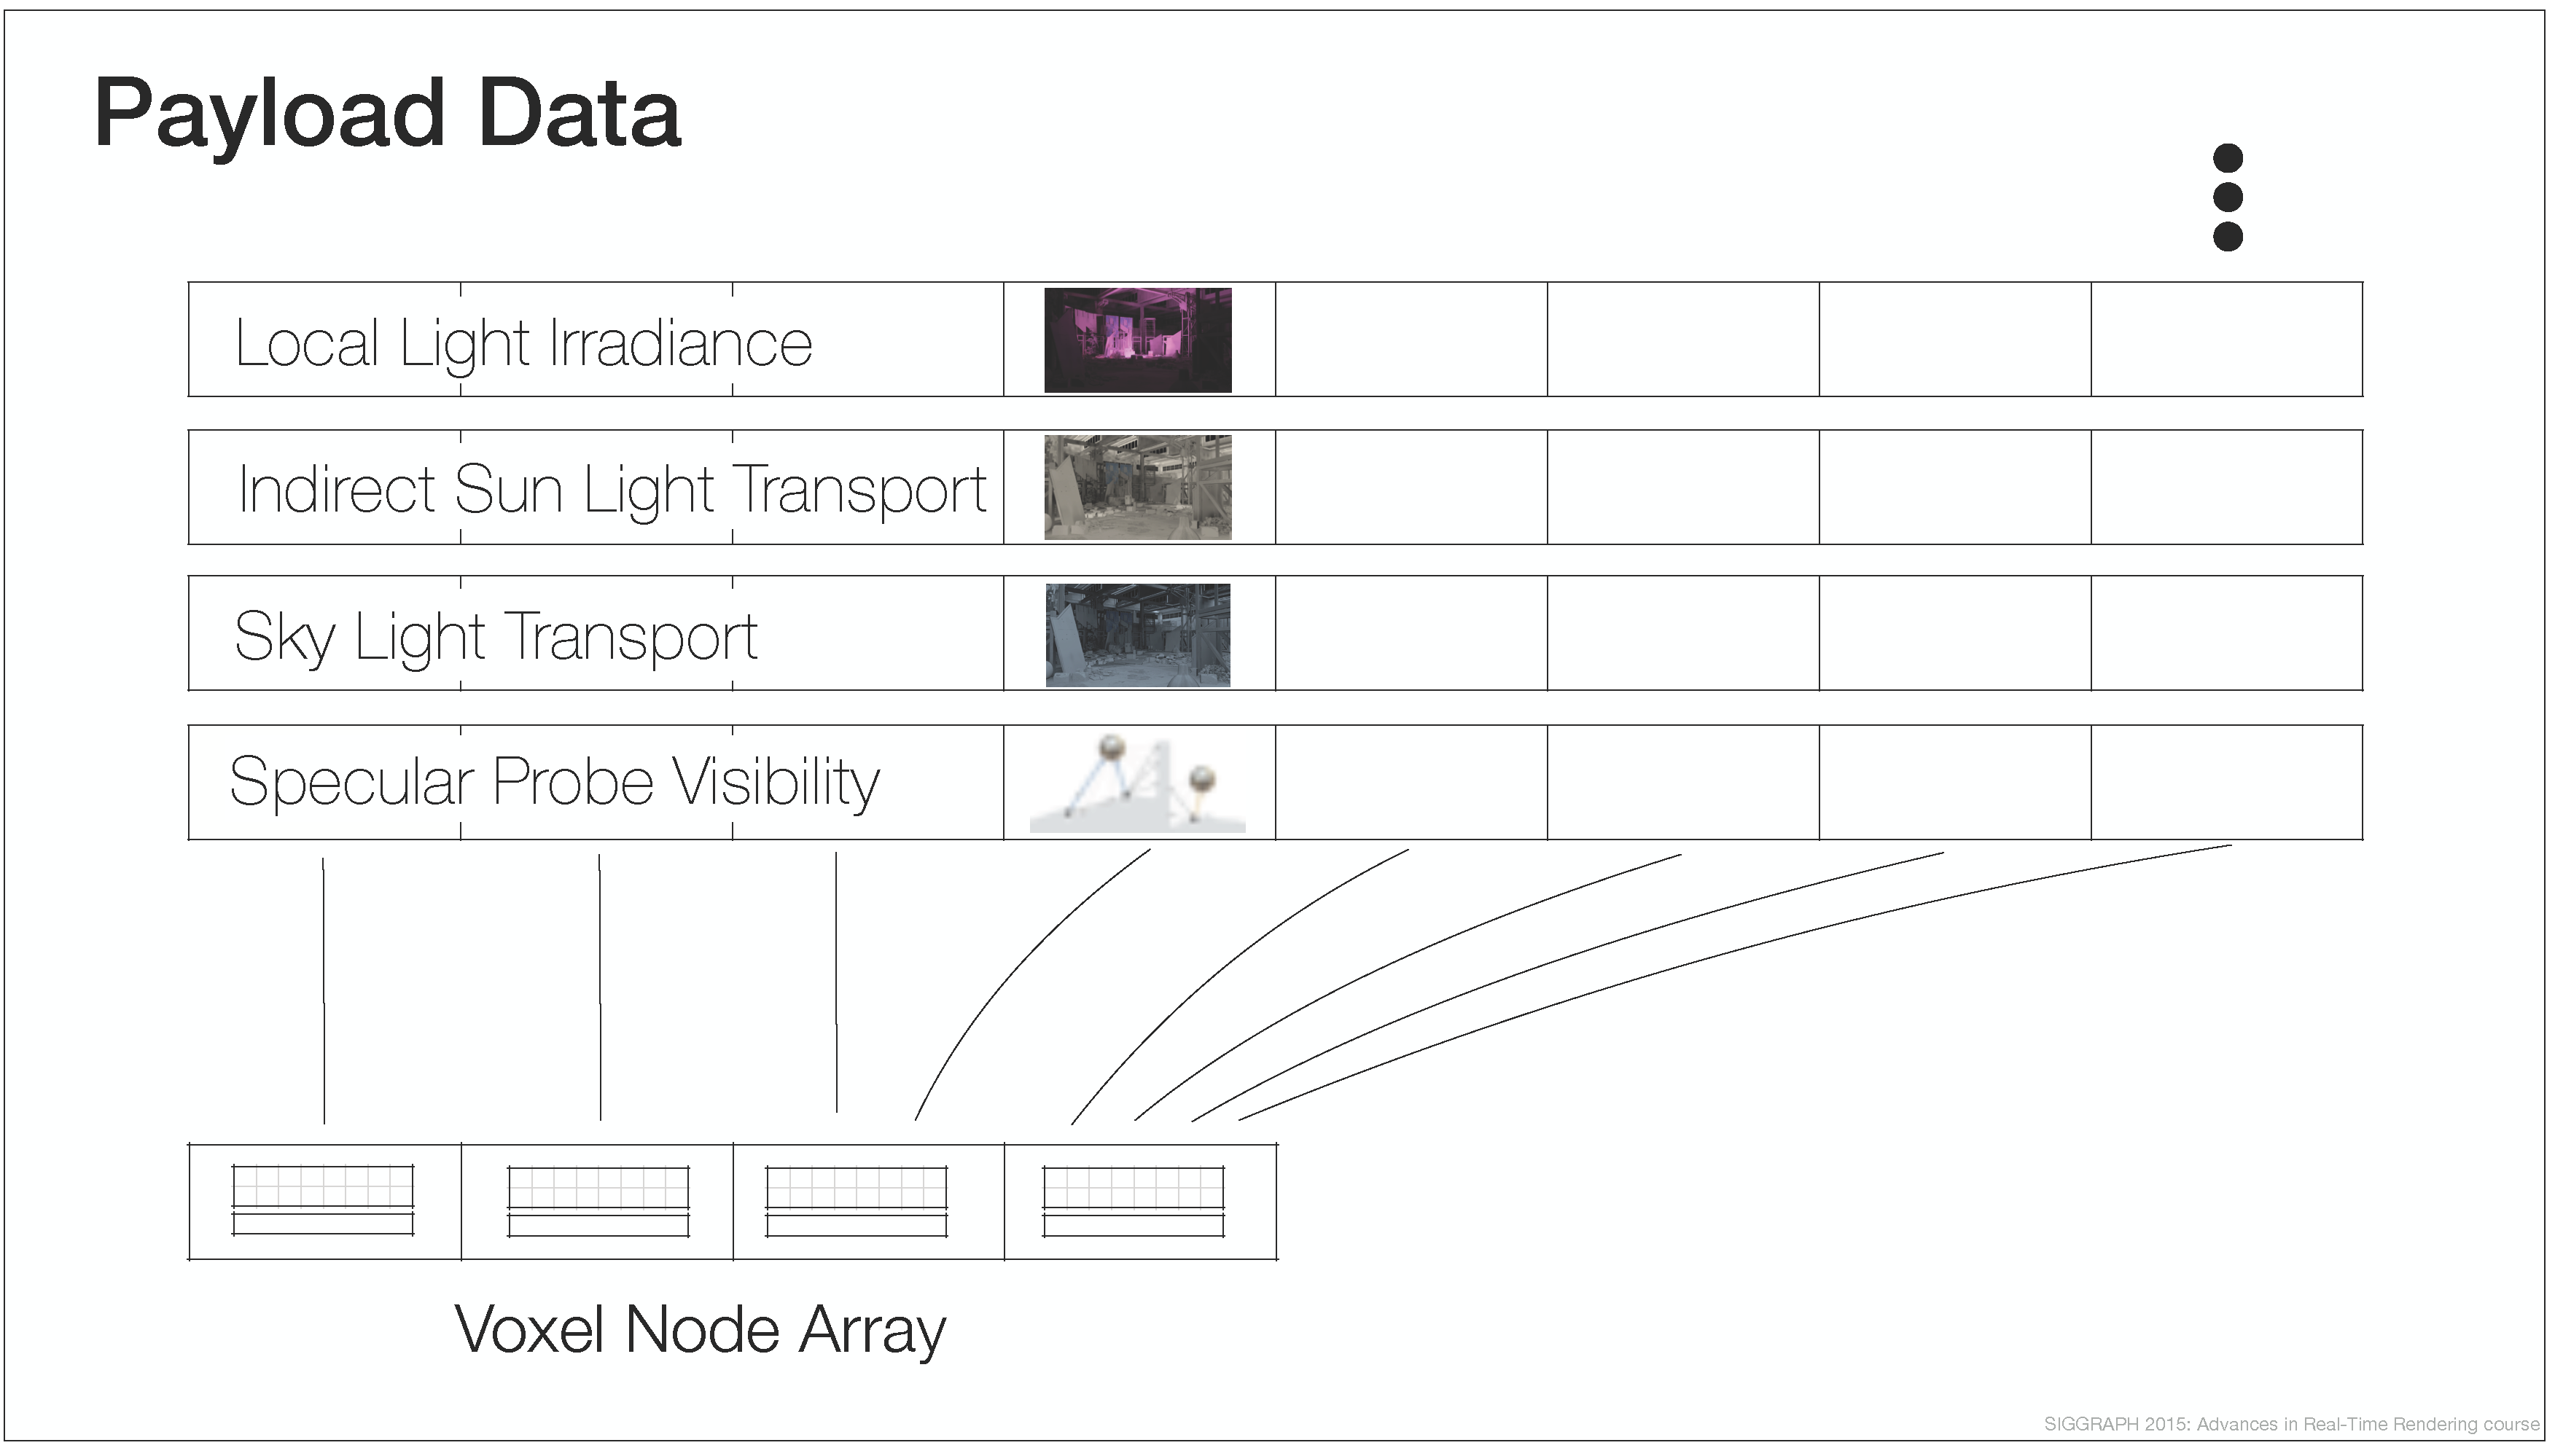 Payload Data
Local Light Irradiance
Indirect Sun Light Transport
Sky Light Transport
Specular Probe Visibility
Voxel Node Array
SIGGRAPH 2015: Advances in Real-Time Rendering course